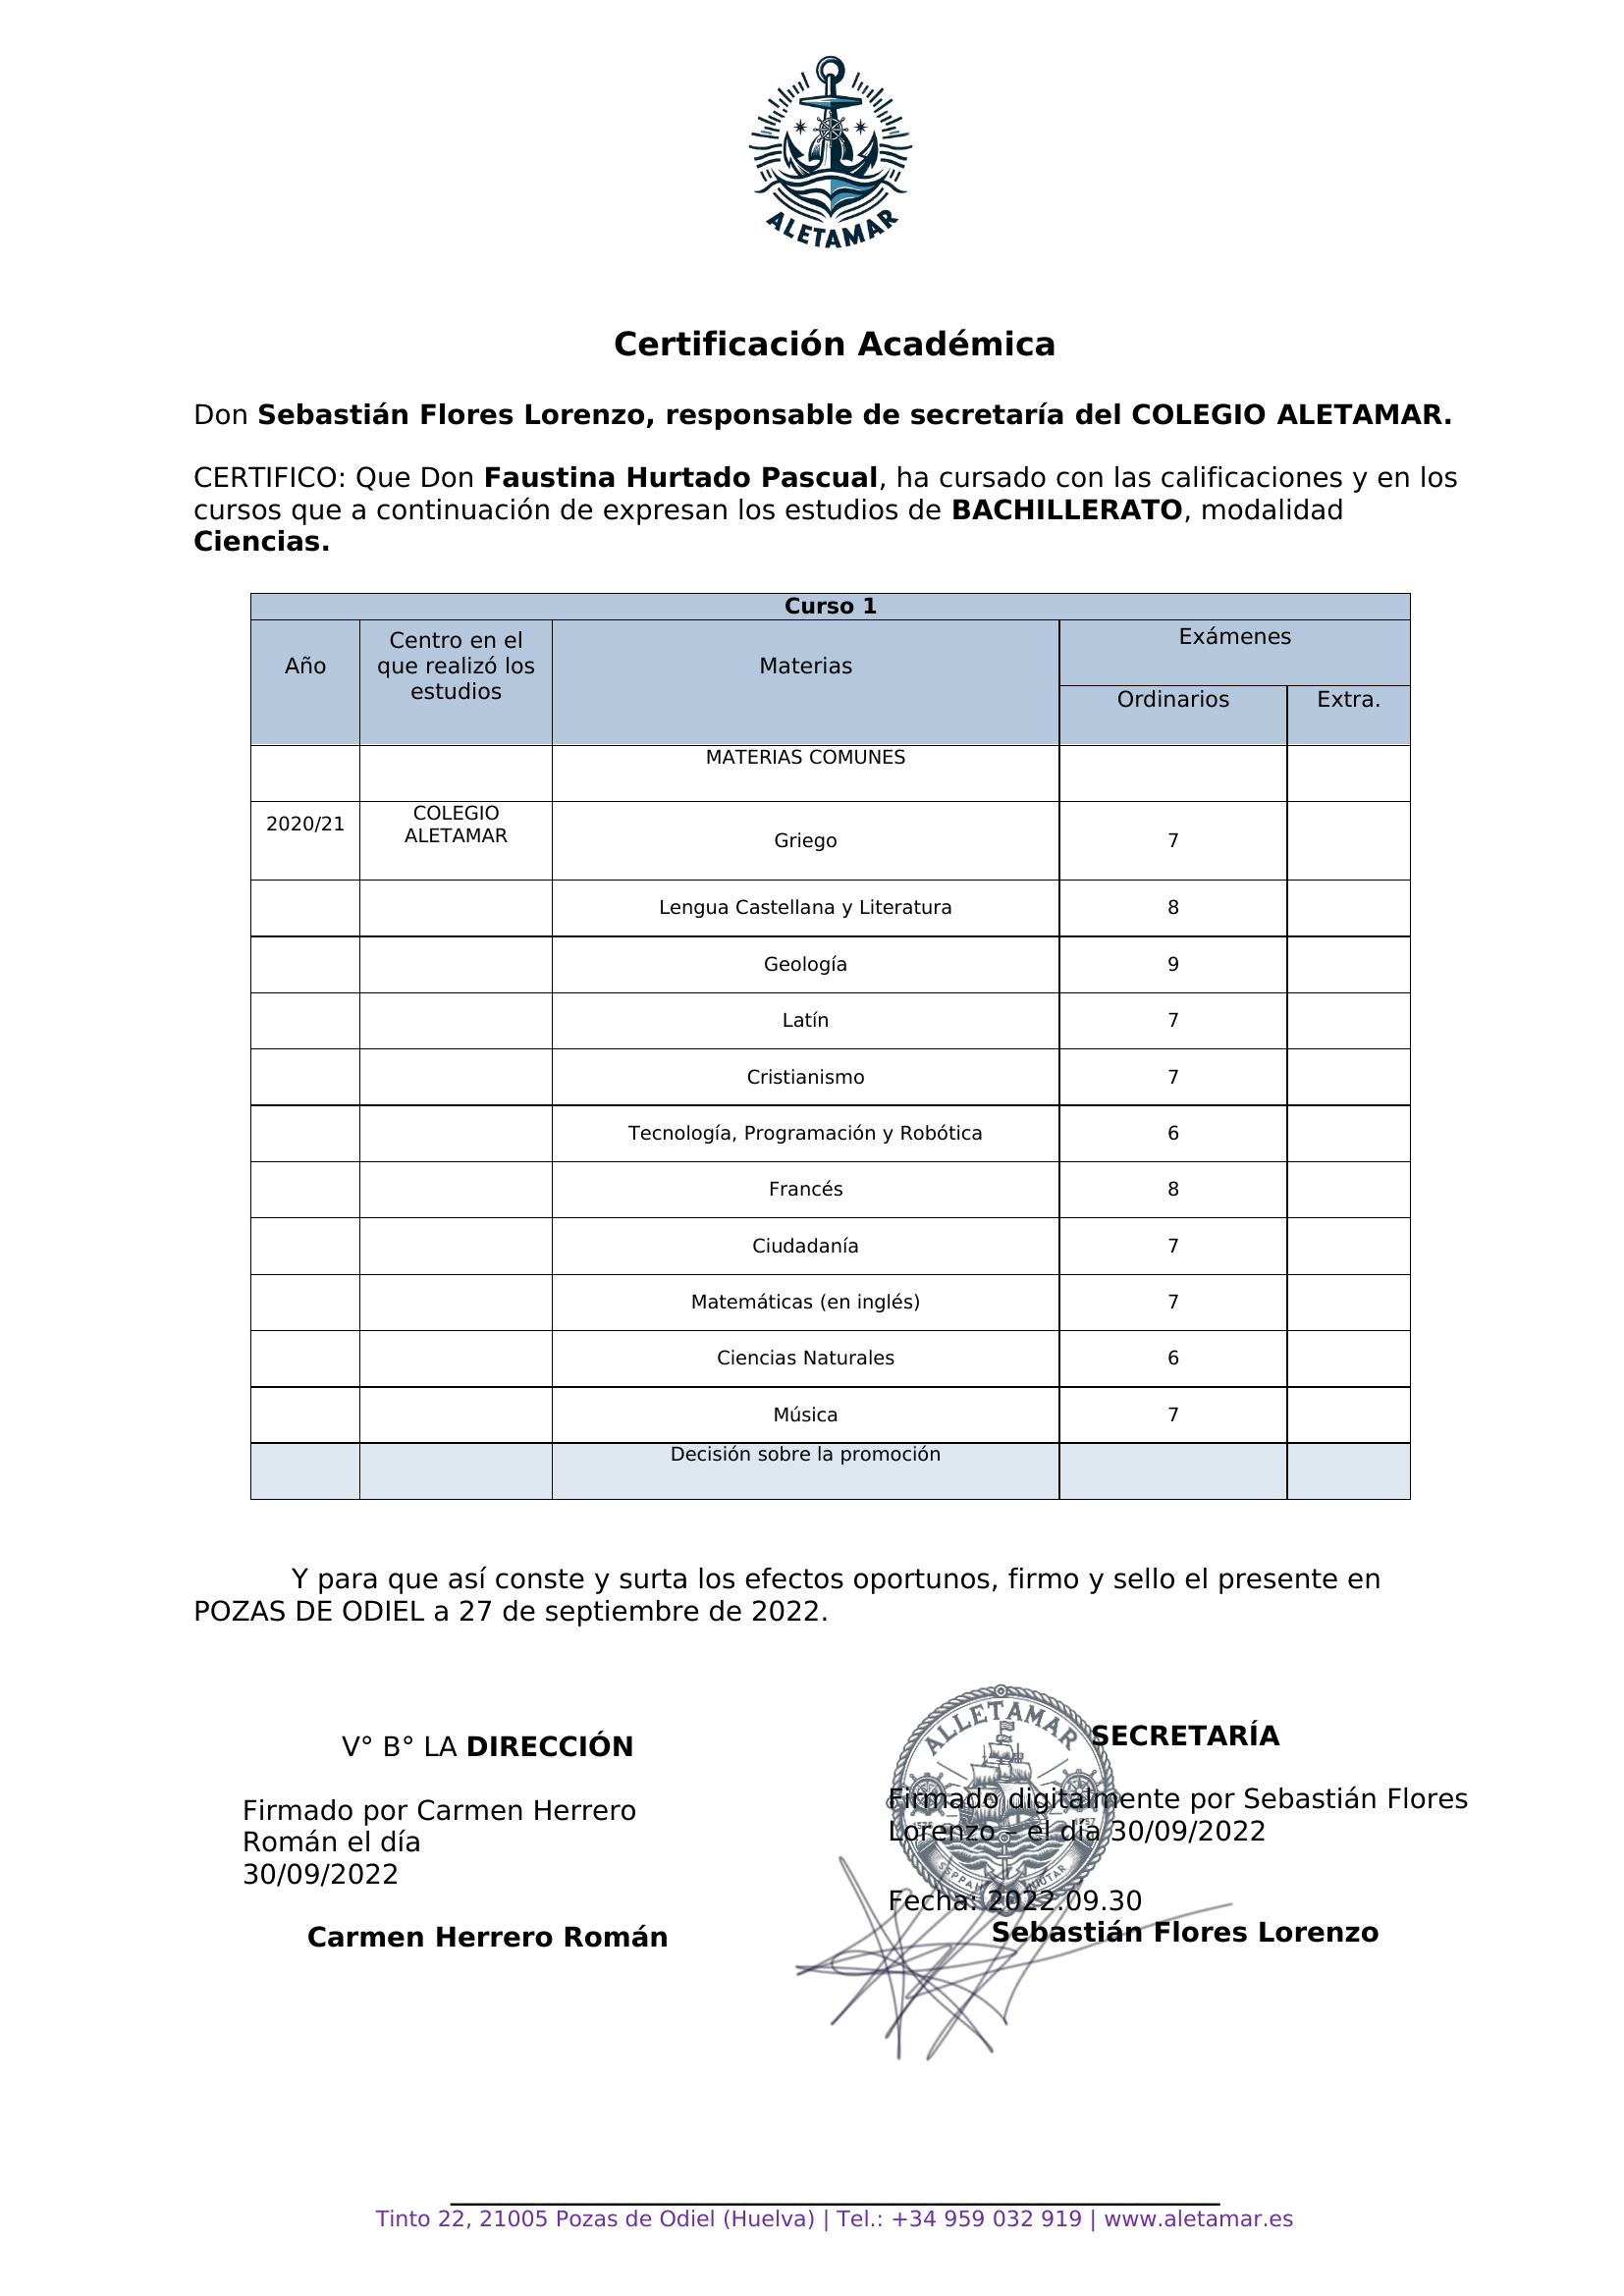 ALETAMAR
Certificación Académica
Don Sebastián Flores Lorenzo, responsable de secretaría del COLEGIO ALETAMAR.
CERTIFICO: Que Don Faustina Hurtado Pascual, ha cursado con las calificaciones y en los
cursos que a continuación de expresan los estudios de BACHILLERATO, modalidad
Ciencias.
Curso 1
Año
Centro en el
que realizó los
estudios
Materias
Exámenes
Ordinarios
Extra.
MATERIAS COMUNES
2020/21
COLEGIO
ALETAMAR
Griego 7
Lengua Castellana y Literatura 8
Geología 9
Latín 7
Cristianismo 7
Tecnología, Programación y Robótica 6
Francés 8
Ciudadanía 7
Matemáticas (en inglés) 7
Ciencias Naturales 6
Música 7
Decisión sobre la promoción
Y para que así conste y surta los efectos oportunos, firmo y sello el presente en
POZAS DE ODIEL a 27 de septiembre de 2022.
V° B° LA DIRECCIÓN
Firmado por Carmen Herrero
Román el día
30/09/2022
Carmen Herrero Román
ALLETAMAR
SECRETARÍA
Firmado digitalmente por Sebastián Flores
Lorenzo – el día 30/09/2022
Fecha: 2022.09.30
Sebastián Flores Lorenzo
Tinto 22, 21005 Pozas de Odiel (Huelva) | Tel.: +34 959 032 919 | www.aletamar.es